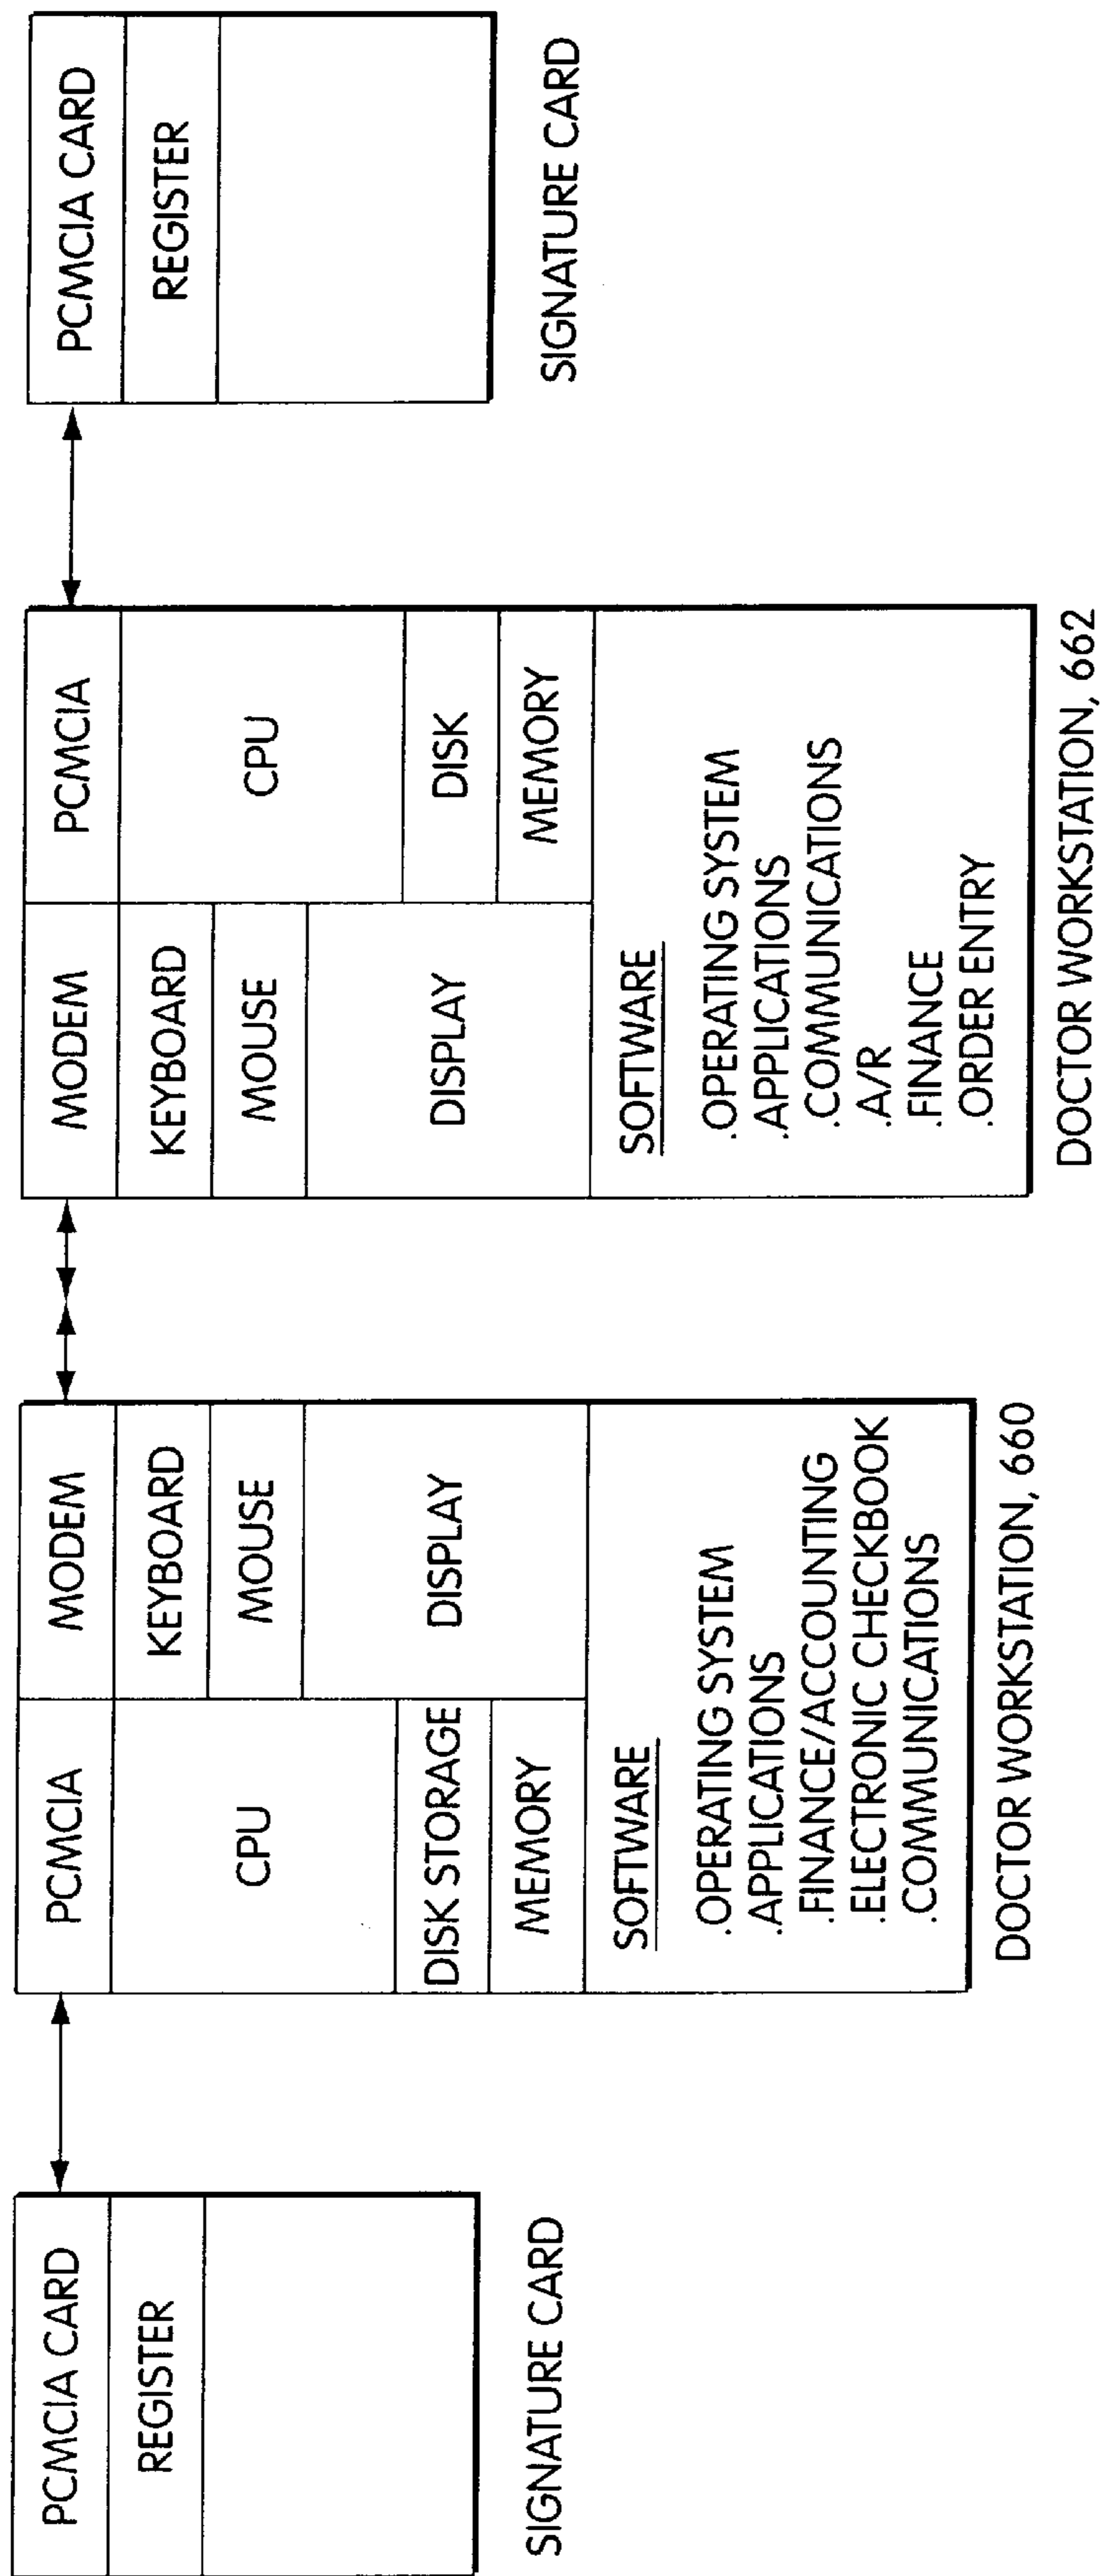 PCMCIA CARD
REGISTER
SIGNATURE CARD
PCMCIA
MODEM
CPU
KEYBOARD
MOUSE
DISK STORAGE
DISPLAY
MEMORY
SOFTWARE
.OPERATING SYSTEM
.APPLICATIONS
.FINANCE/ACCOUNTING
.ELECTRONIC CHECKBOOK
.COMMUNICATIONS
DOCTOR WORKSTATION, 660
MODEM
PCMCIA
KEYBOARD
CPU
MOUSE
DISPLAY
DISK
MEMORY
SOFTWARE
.OPERATING SYSTEM
.APPLICATIONS
.COMMUNICATIONS
.A/R
.FINANCE
.ORDER ENTRY
DOCTOR WORKSTATION, 662
PCMCIA CARD
REGISTER
SIGNATURE CARD